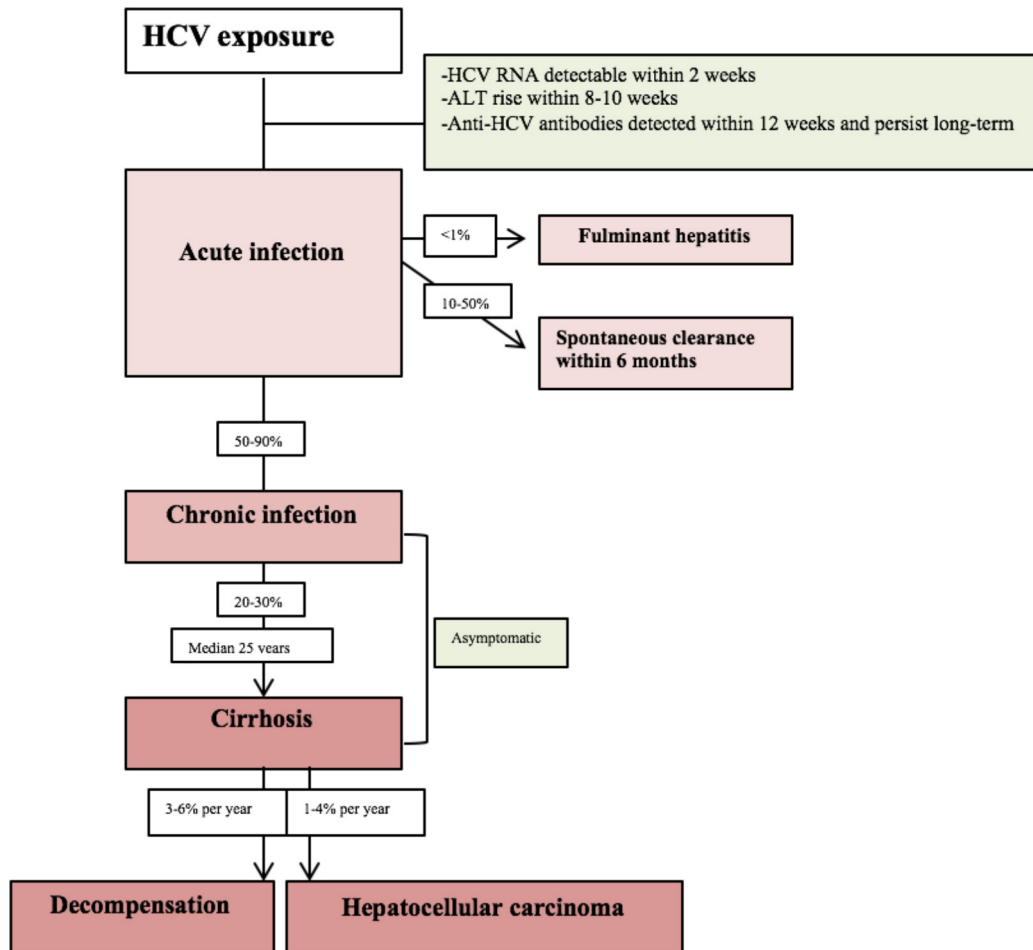 HCV exposure
-HCV RNA detectable within 2 weeks
-ALT rise within 8-10 weeks
-Anti-HCV antibodies detected within 12 weeks and persist long-term
Acute infection
<1%
Fulminant hepatitis
10-50%
Spontaneous clearance
within 6 months
50-90%
Chronic infection
20-30%
Median 25 years
Asymptomatic
Cirrhosis
3-6% per year
1-4% per year
Decompensation
Hepatocellular carcinoma